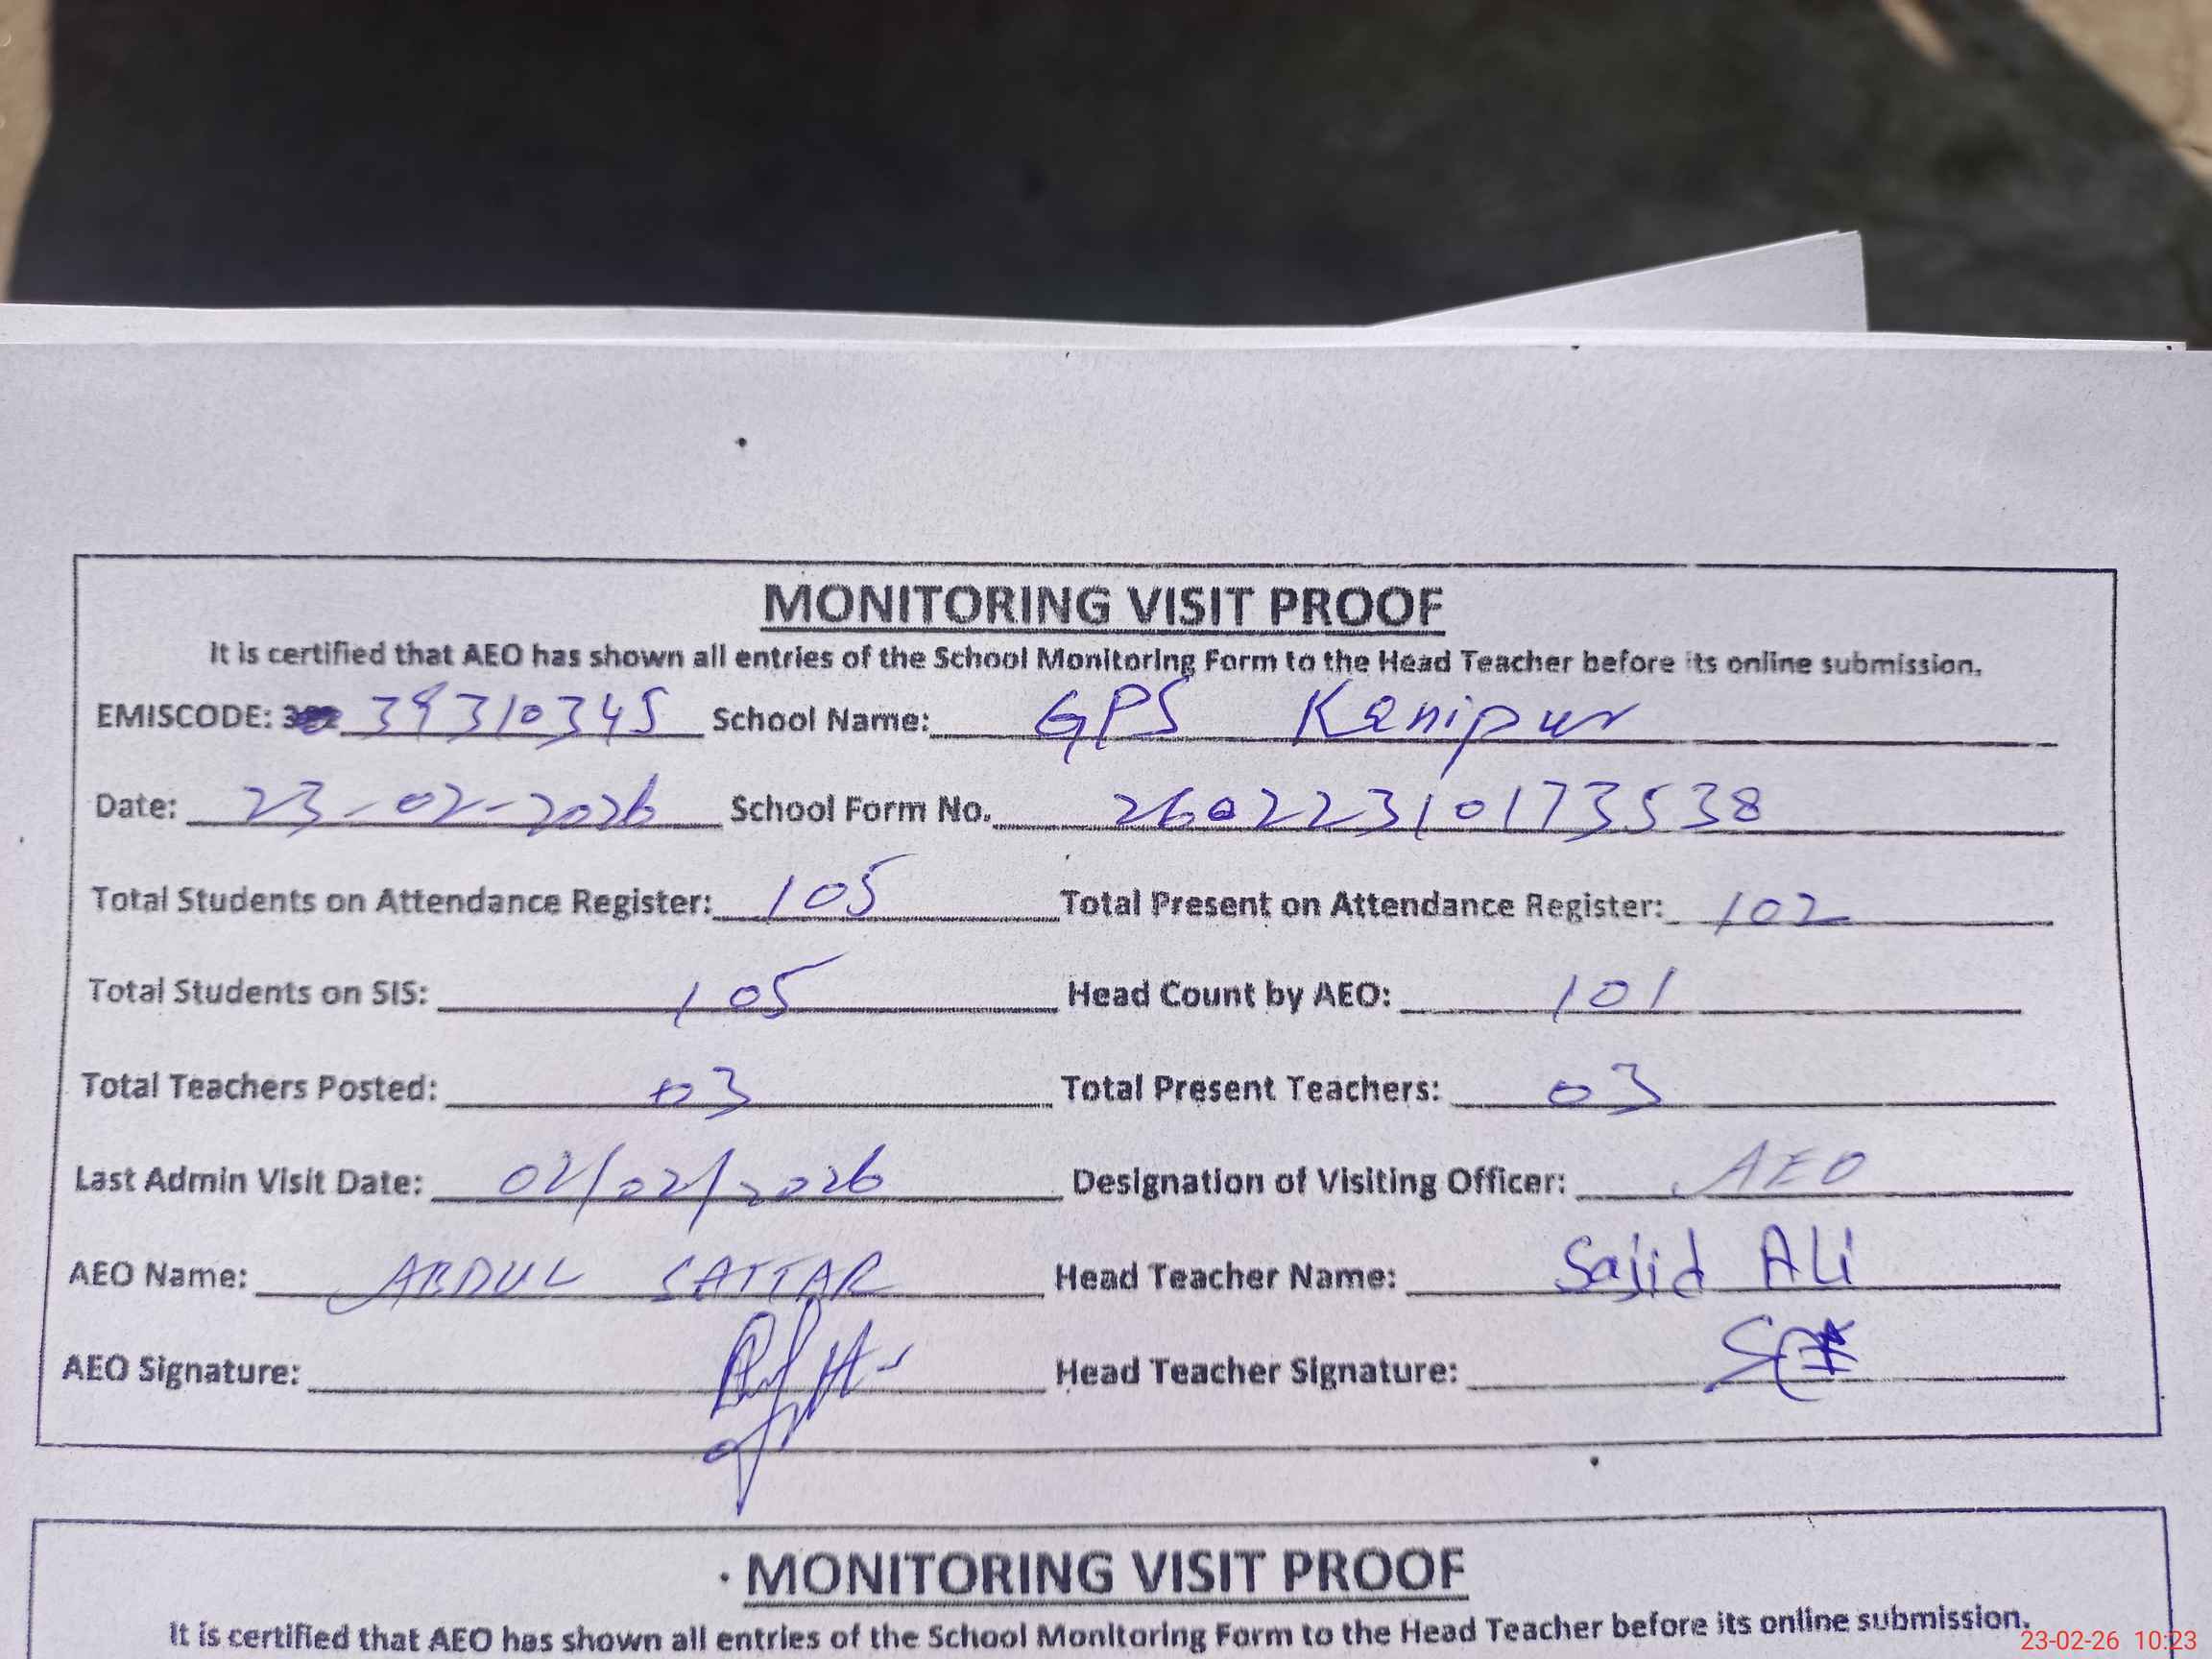 MONITORING VISIT PROOF
It is certified that AEO has shown all entries of the School Monitoring Form to the Head Teacher before its online submission.
EMISCODE: 39310345 School Name: GPS Kanipur
Date: 23-02-2026 School Form No. 26022310173538
Total Students on Attendance Register: 105 Total Present on Attendance Register: 102
Total Students on SIS: 105 Head Count by AEO: 101
Total Teachers Posted: 03 Total Present Teachers: 03
Last Admin Visit Date: 02/02/2026 Designation of Visiting Officer: AEO
AEO Name: ABDUL SATTAR Head Teacher Name: Sajid Ali
AEO Signature: Head Teacher Signature:
MONITORING VISIT PROOF
It is certified that AEO has shown all entries of the School Monitoring Form to the Head Teacher before its online submission.
23-02-26 10:23